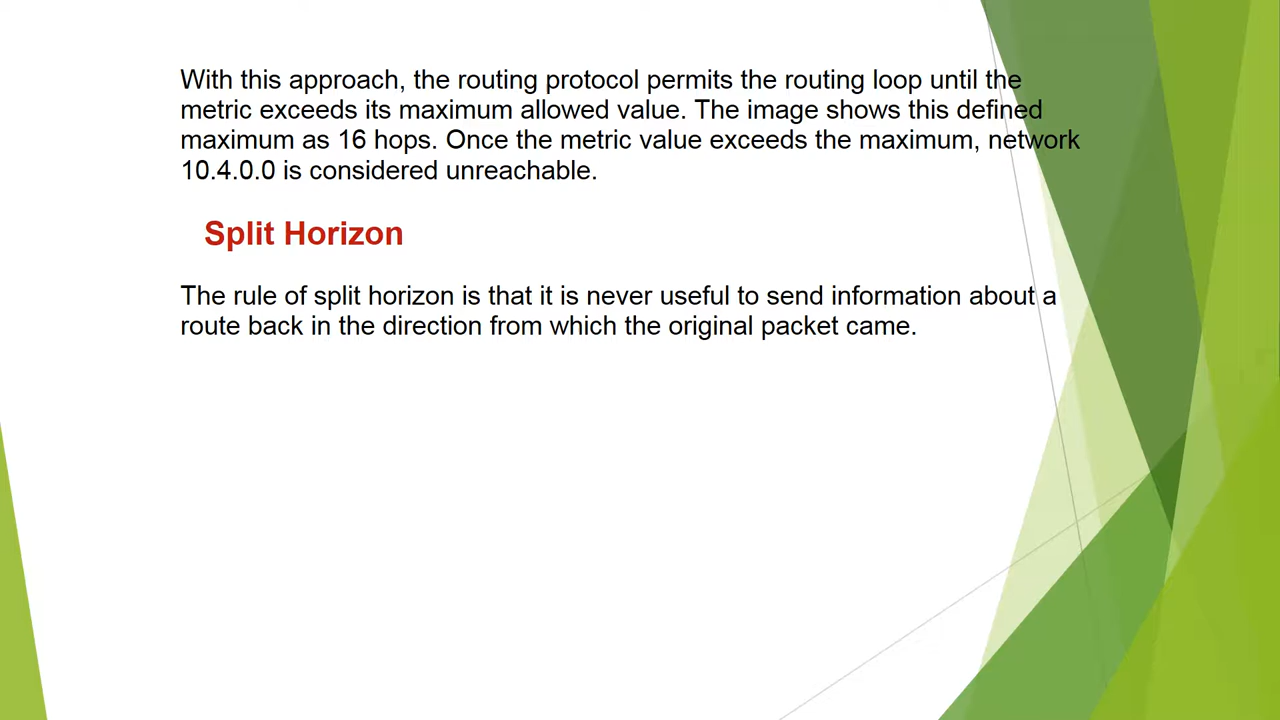 With this approach, the routing protocol permits the routing loop until the
metric exceeds its maximum allowed value. The image shows this defined
maximum as 16 hops. Once the metric value exceeds the maximum, network
10.4.0.0 is considered unreachable.
Split Horizon
The rule of split horizon is that it is never useful to send information about a
route back in the direction from which the original packet came.